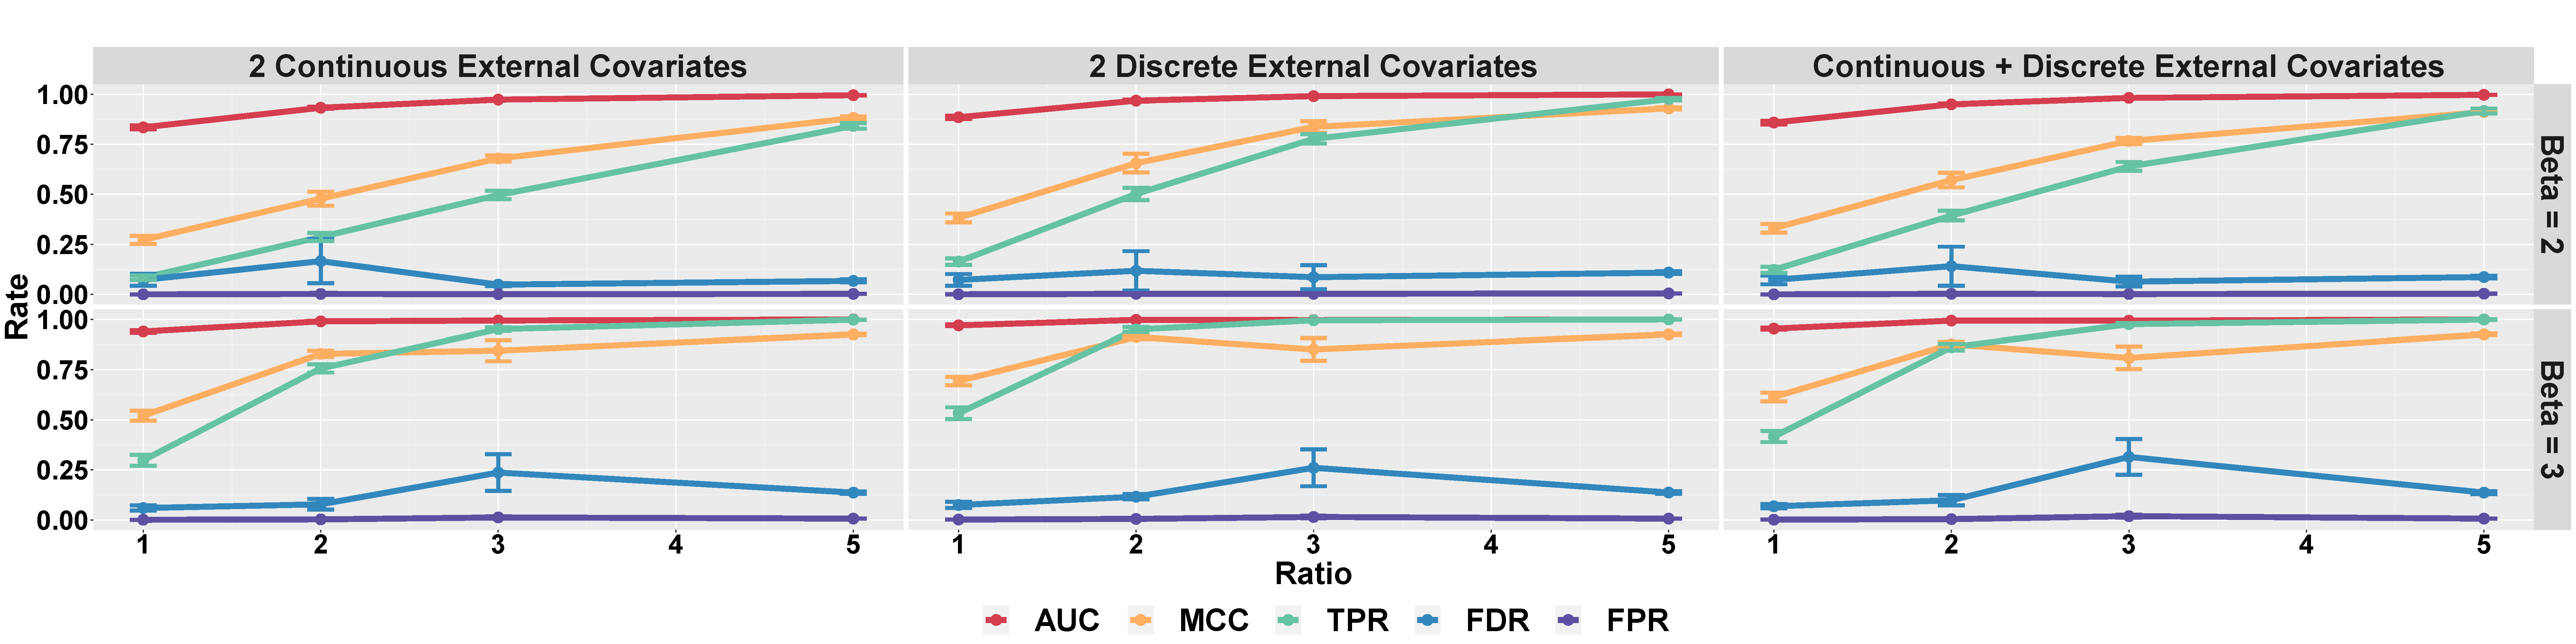 2 Continuous External Covariates
2 Discrete External Covariates
Continuous + Discrete External Covariates
1.00
0.75
0.50
0.25
0.00
Beta = 2
1.00
0.75
0.50
0.25
0.00
Beta = 3
Rate
1 2 3 4 5
1 2 3 4 5
1 2 3 4 5
Ratio
AUC MCC TPR FDR FPR